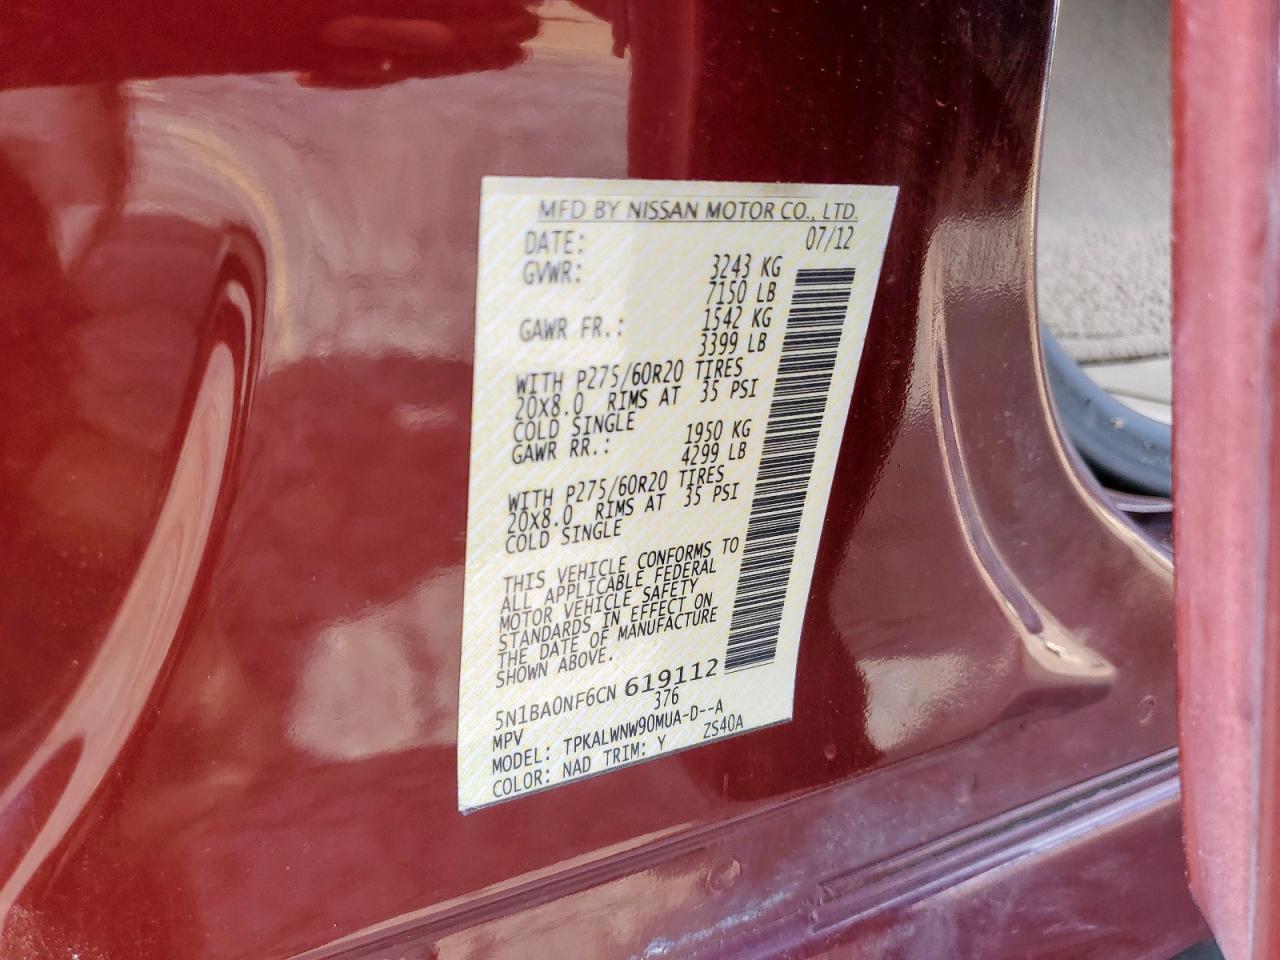 MFD BY NISSAN MOTOR CO., LTD.
DATE: 07/12
GVWR: 3243 KG
7150 LB
GAWR FR.: 1542 KG
3399 LB
WITH P275/60R20 TIRES
20X8.0 RIMS AT 35 PSI
COLD SINGLE
GAWR RR.: 1950 KG
4299 LB
WITH P275/60R20 TIRES
20X8.0 RIMS AT 35 PSI
COLD SINGLE
THIS VEHICLE CONFORMS TO
ALL APPLICABLE FEDERAL
MOTOR VEHICLE SAFETY
STANDARDS IN EFFECT ON
THE DATE OF MANUFACTURE
SHOWN ABOVE.
5N1BA0NF6CN 619112
MPV 376
MODEL: TPKALWNW90MUA-D--A
COLOR: NAD TRIM: Y ZS40A